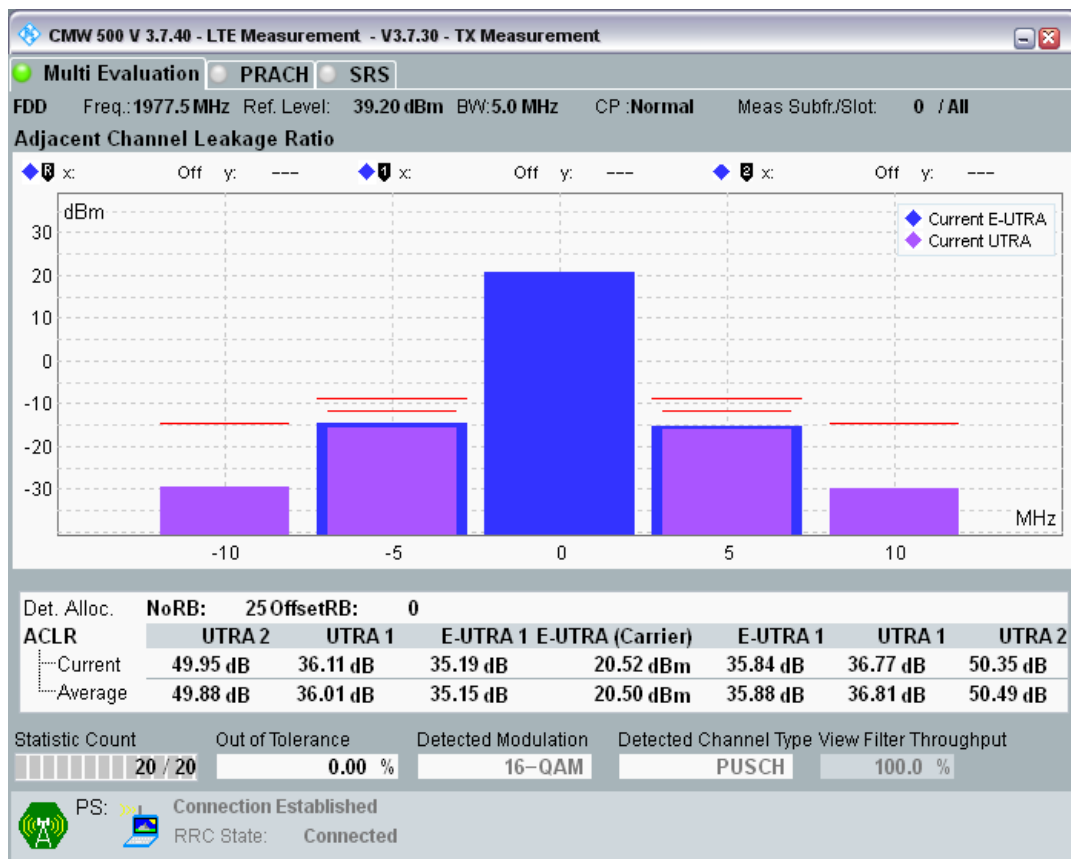 CMW 500 V 3.7.40 - LTE Measurement - V3.7.30 - TX Measurement
Multi Evaluation PRACH SRS
FDD Freq.:1977.5 MHz Ref. Level: 39.20 dBm BW:5.0 MHz CP :Normal Meas Subfr./Slot: 0 / All
Adjacent Channel Leakage Ratio
R x: Off y: --- 1 x: Off y: --- 2 x: Off y: ---
dBm
Current E-UTRA
Current UTRA
30
20
10
0
-10
-20
-30
MHz
-10 -5 0 5 10
Det. Alloc. NoRB: 25 OffsetRB: 0
ACLR UTRA 2 UTRA 1 E-UTRA 1 E-UTRA (Carrier) E-UTRA 1 UTRA 1 UTRA 2
Current 49.95 dB 36.11 dB 35.19 dB 20.52 dBm 35.84 dB 36.77 dB 50.35 dB
Average 49.88 dB 36.01 dB 35.15 dB 20.50 dBm 35.88 dB 36.81 dB 50.49 dB
Statistic Count Out of Tolerance Detected Modulation Detected Channel Type View Filter Throughput
20 / 20 0.00 % 16-QAM PUSCH 100.0 %
PS: Connection Established
RRC State: Connected